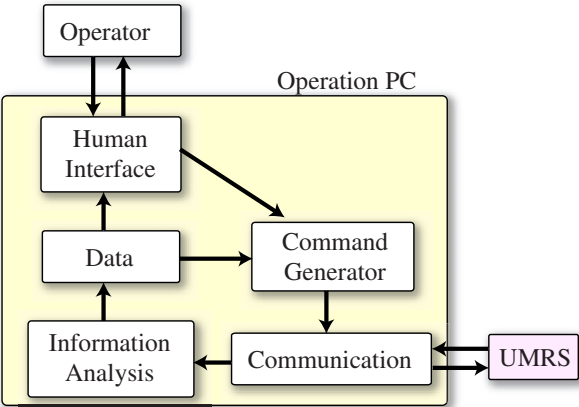 Operator
Operation PC
Human
Interface
Data
Command
Generator
Information
Analysis
Communication
UMRS